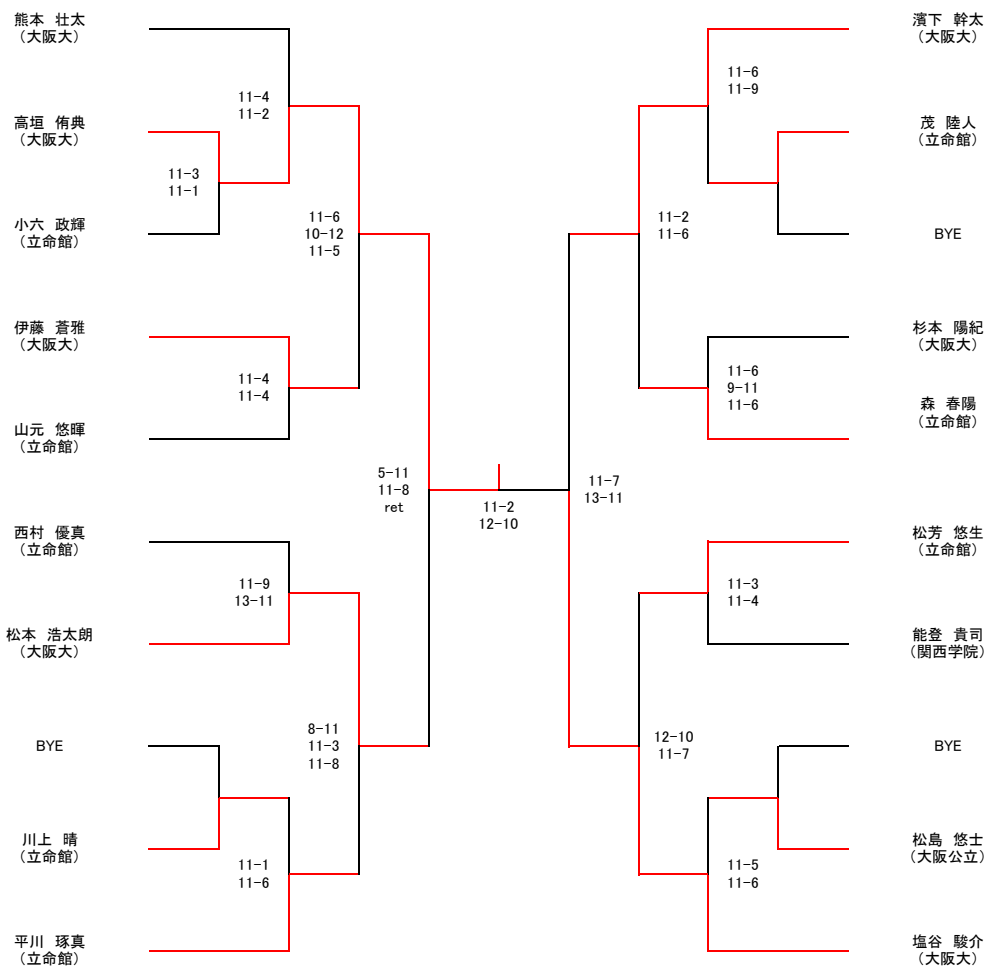 熊本 壮太
（大阪大）
11-4
11-2
高垣 侑典
（大阪大）
11-3
11-1
小六 政輝
（立命館）
11-6
10-12
11-5
伊藤 蒼雅
（大阪大）
11-4
11-4
山元 悠暉
（立命館）
5-11
11-8
ret
西村 優真
（立命館）
11-9
13-11
松本 浩太朗
（大阪大）
8-11
11-3
11-8
BYE
川上 晴
（立命館）
11-1
11-6
平川 琢真
（立命館）
11-2
12-10
濱下 幹太
（大阪大）
11-6
11-9
茂 陸人
（立命館）
11-2
11-6
BYE
杉本 陽紀
（大阪大）
11-6
9-11
11-6
森 春陽
（立命館）
11-7
13-11
松芳 悠生
（立命館）
11-3
11-4
能登 貴司
（関西学院）
12-10
11-7
BYE
松島 悠士
（大阪公立）
11-5
11-6
塩谷 駿介
（大阪大）